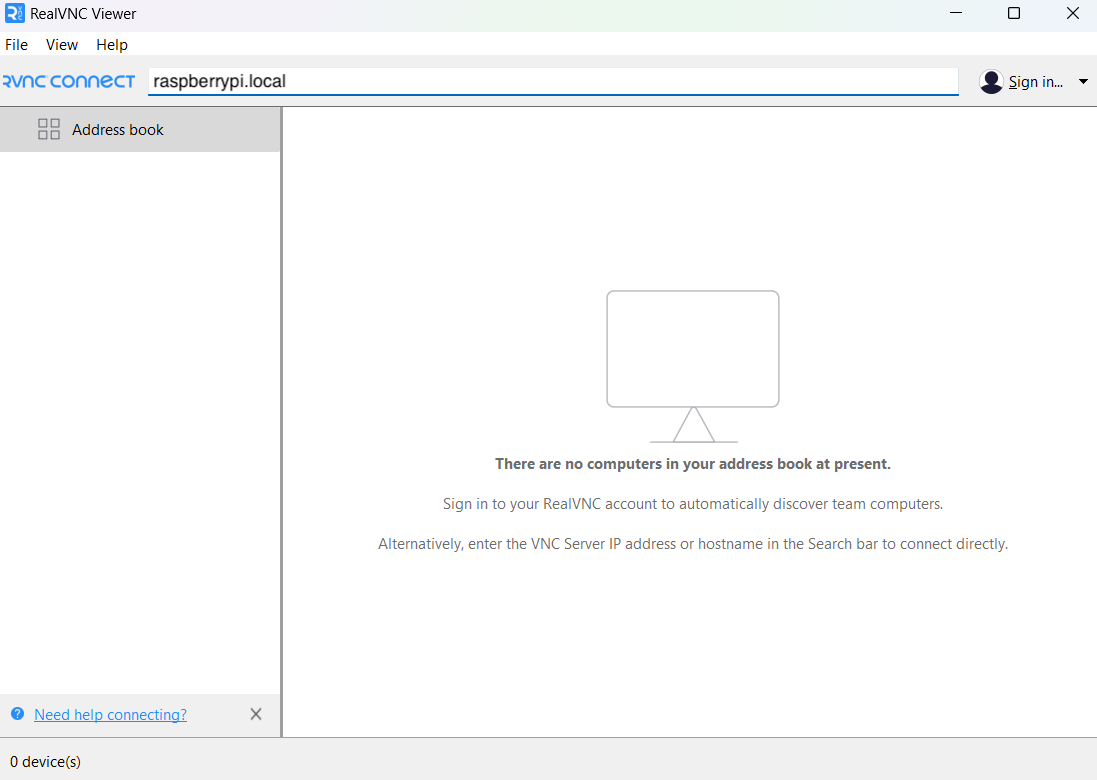 RealVNC Viewer
File View Help
RVNC CONNECT raspberrypi.local Sign in...
Address book
There are no computers in your address book at present.
Sign in to your RealVNC account to automatically discover team computers.
Alternatively, enter the VNC Server IP address or hostname in the Search bar to connect directly.
? Need help connecting?
0 device(s)